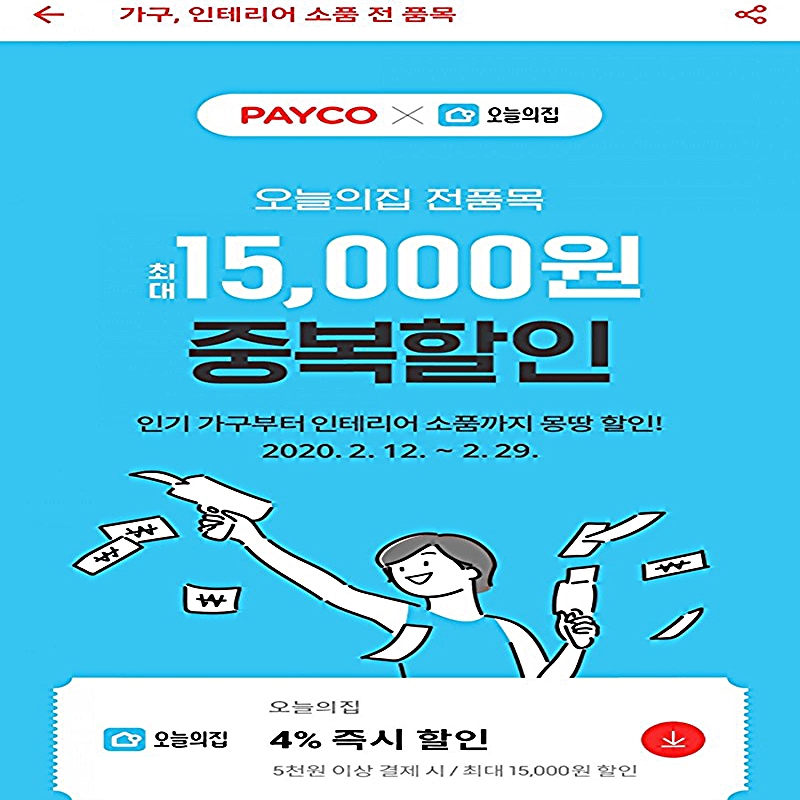 가구, 인테리어 소품 전 품목
PAYCO × 오늘의집
오늘의집 전품목
최대 15,000원
중복할인
인기 가구부터 인테리어 소품까지 몽땅 할인!
2020. 2. 12. ~ 2. 29.
₩
₩
₩
₩
오늘의집
오늘의집
4% 즉시 할인
5천원 이상 결제 시 / 최대 15,000원 할인